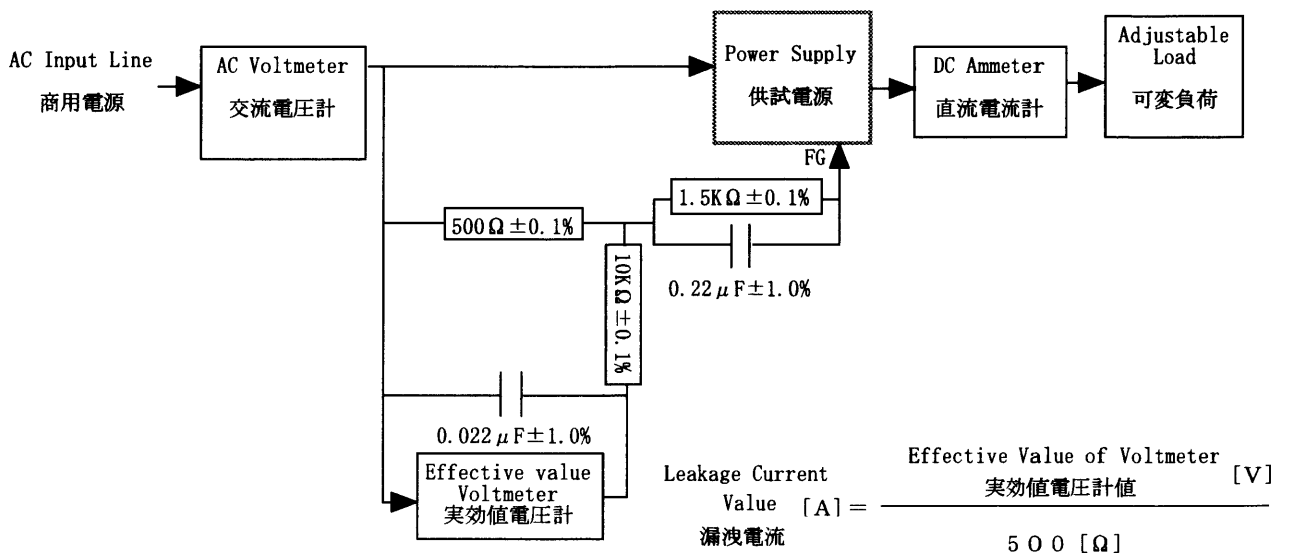 AC Input Line
商用電源
AC Voltmeter
交流電圧計
Power Supply
供試電源
DC Ammeter
直流電流計
Adjustable
Load
可変負荷
FG
1.5KΩ±0.1%
500Ω±0.1%
0.22μF±1.0%
10KΩ±0.1%
0.022μF±1.0%
Effective value
Voltmeter
実効値電圧計
Leakage Current
Value [A]=
漏洩電流
Effective Value of Voltmeter
実効値電圧計値 [V]
500 [Ω]